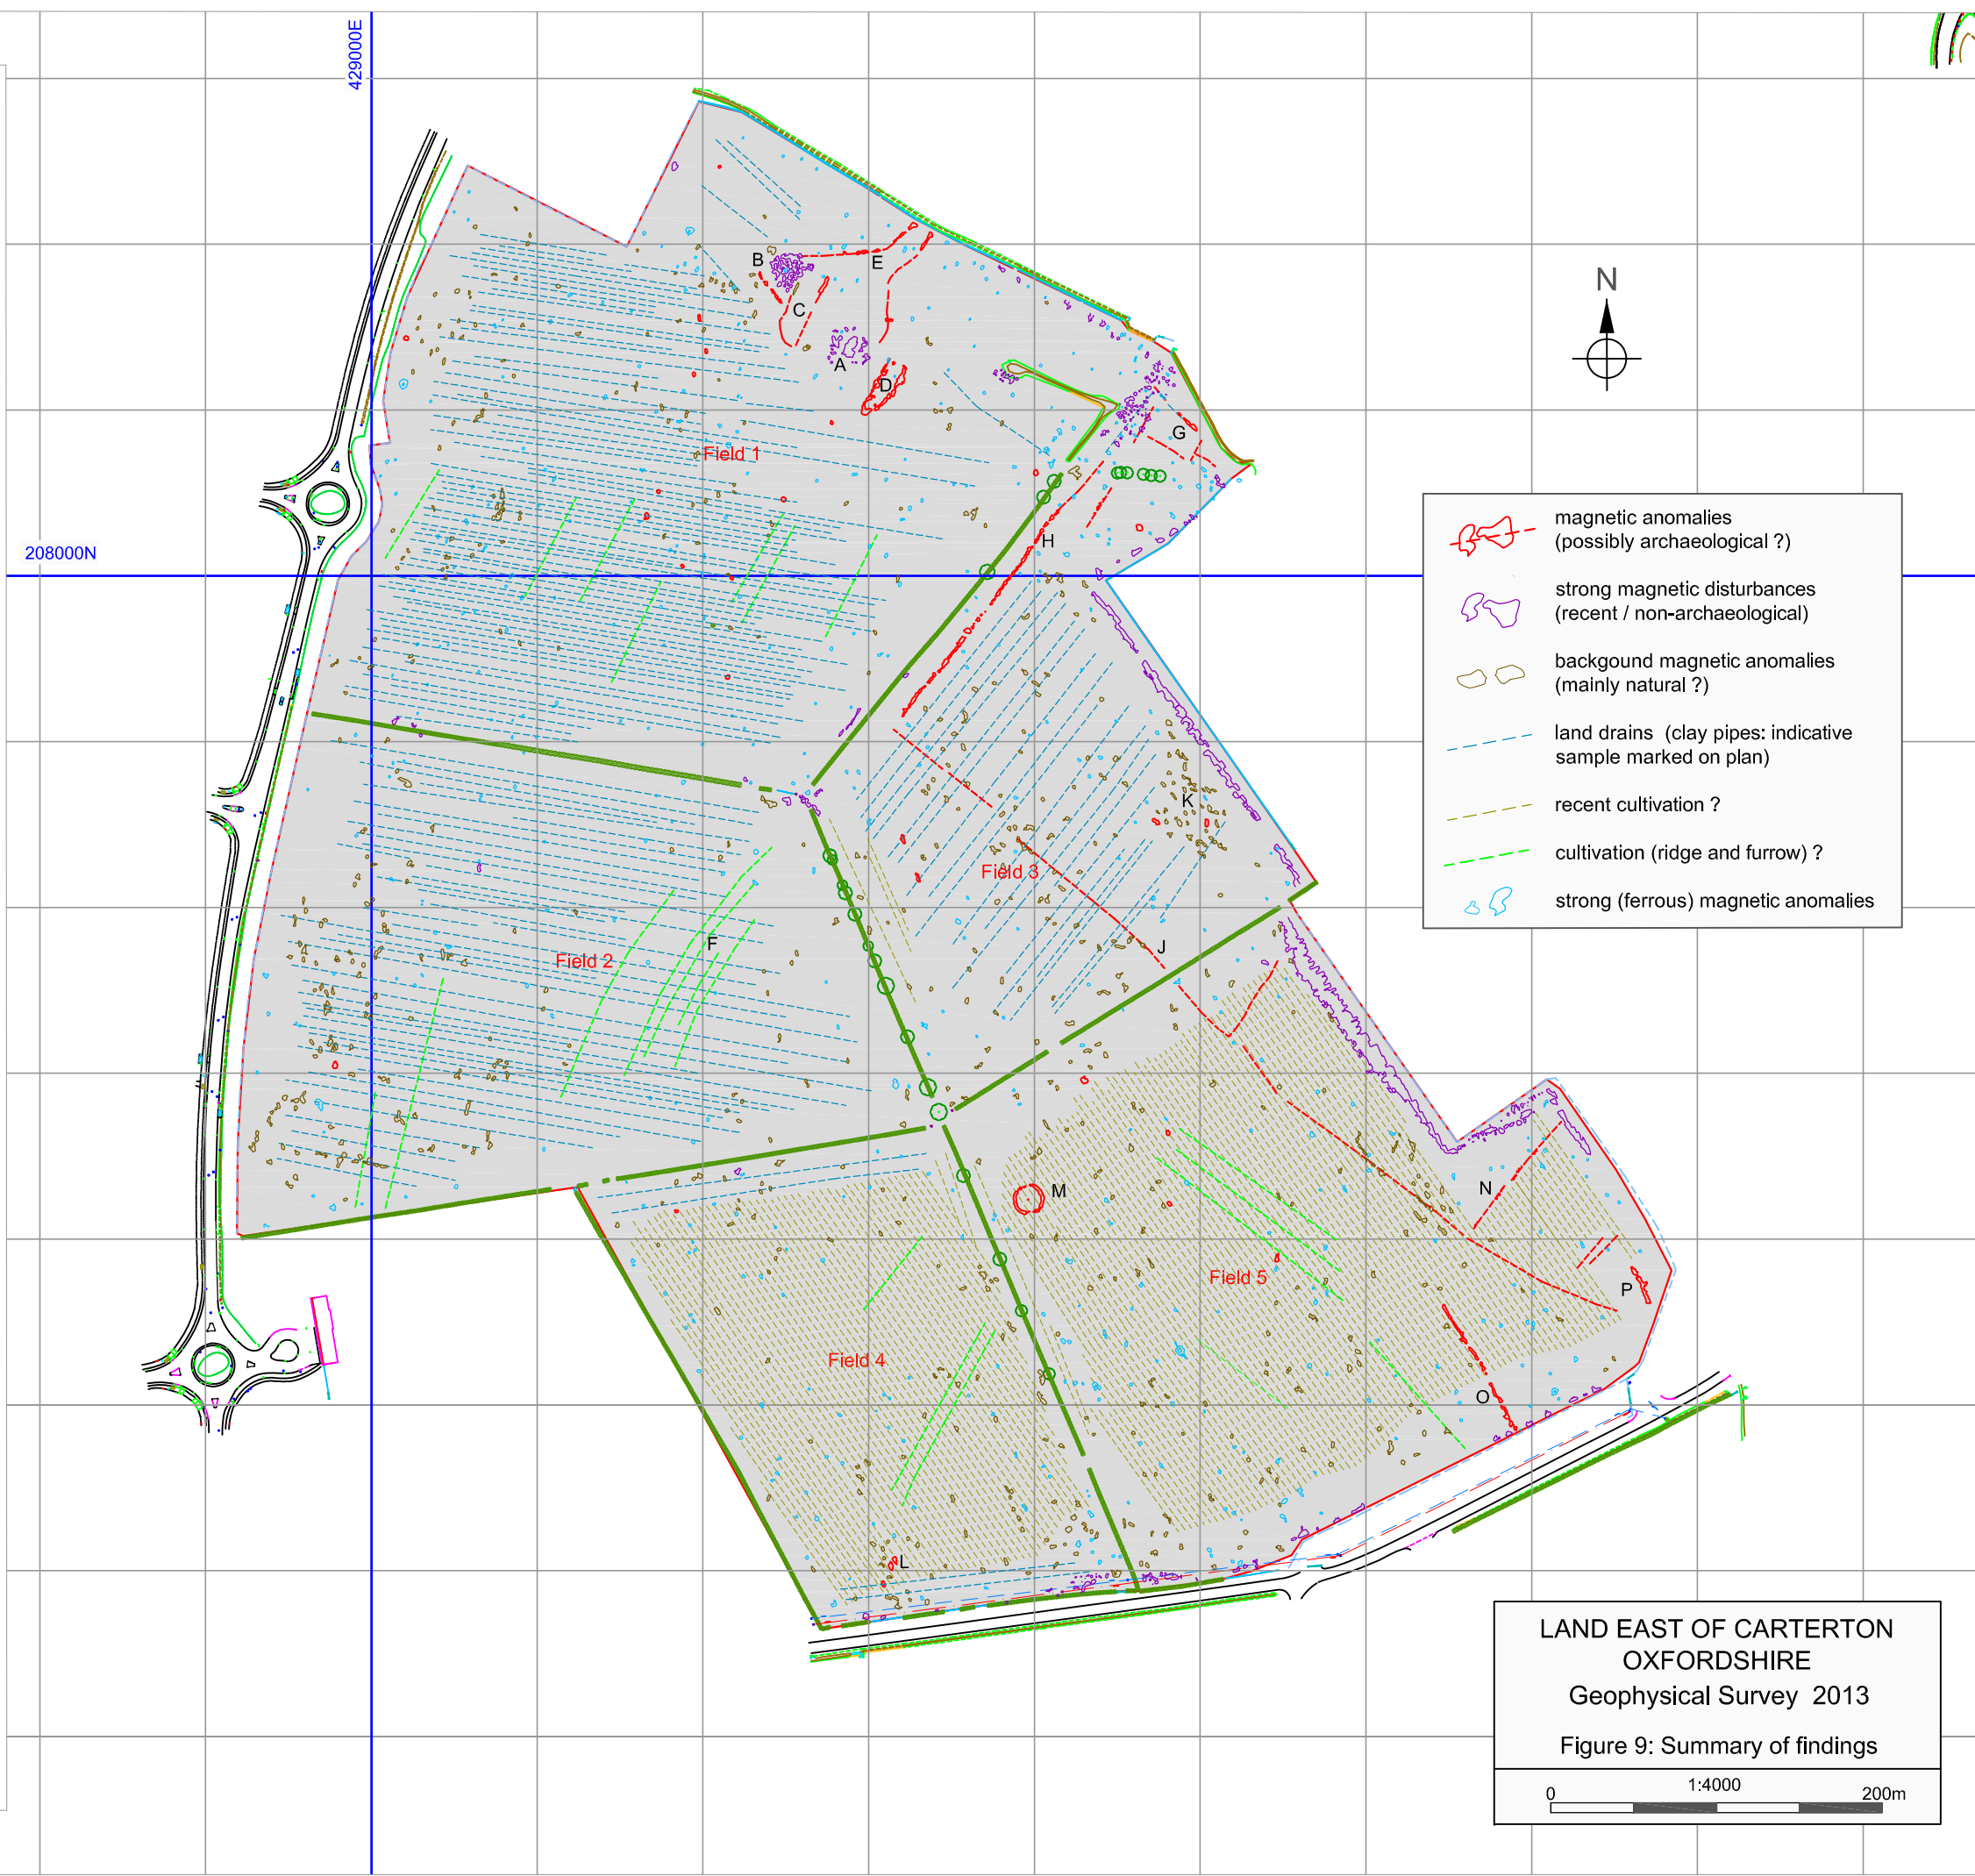 429000E
N
B
E
C
A
D
Field 1
G
208000N
H
magnetic anomalies
(possibly archaeological ?)
strong magnetic disturbances
(recent / non-archaeological)
backgound magnetic anomalies
(mainly natural ?)
land drains (clay pipes: indicative
sample marked on plan)
recent cultivation ?
cultivation (ridge and furrow) ?
strong (ferrous) magnetic anomalies
K
Field 3
F
J
Field 2
M
N
Field 5
P
Field 4
O
L
LAND EAST OF CARTERTON
OXFORDSHIRE
Geophysical Survey 2013
Figure 9: Summary of findings
1:4000
0 200m